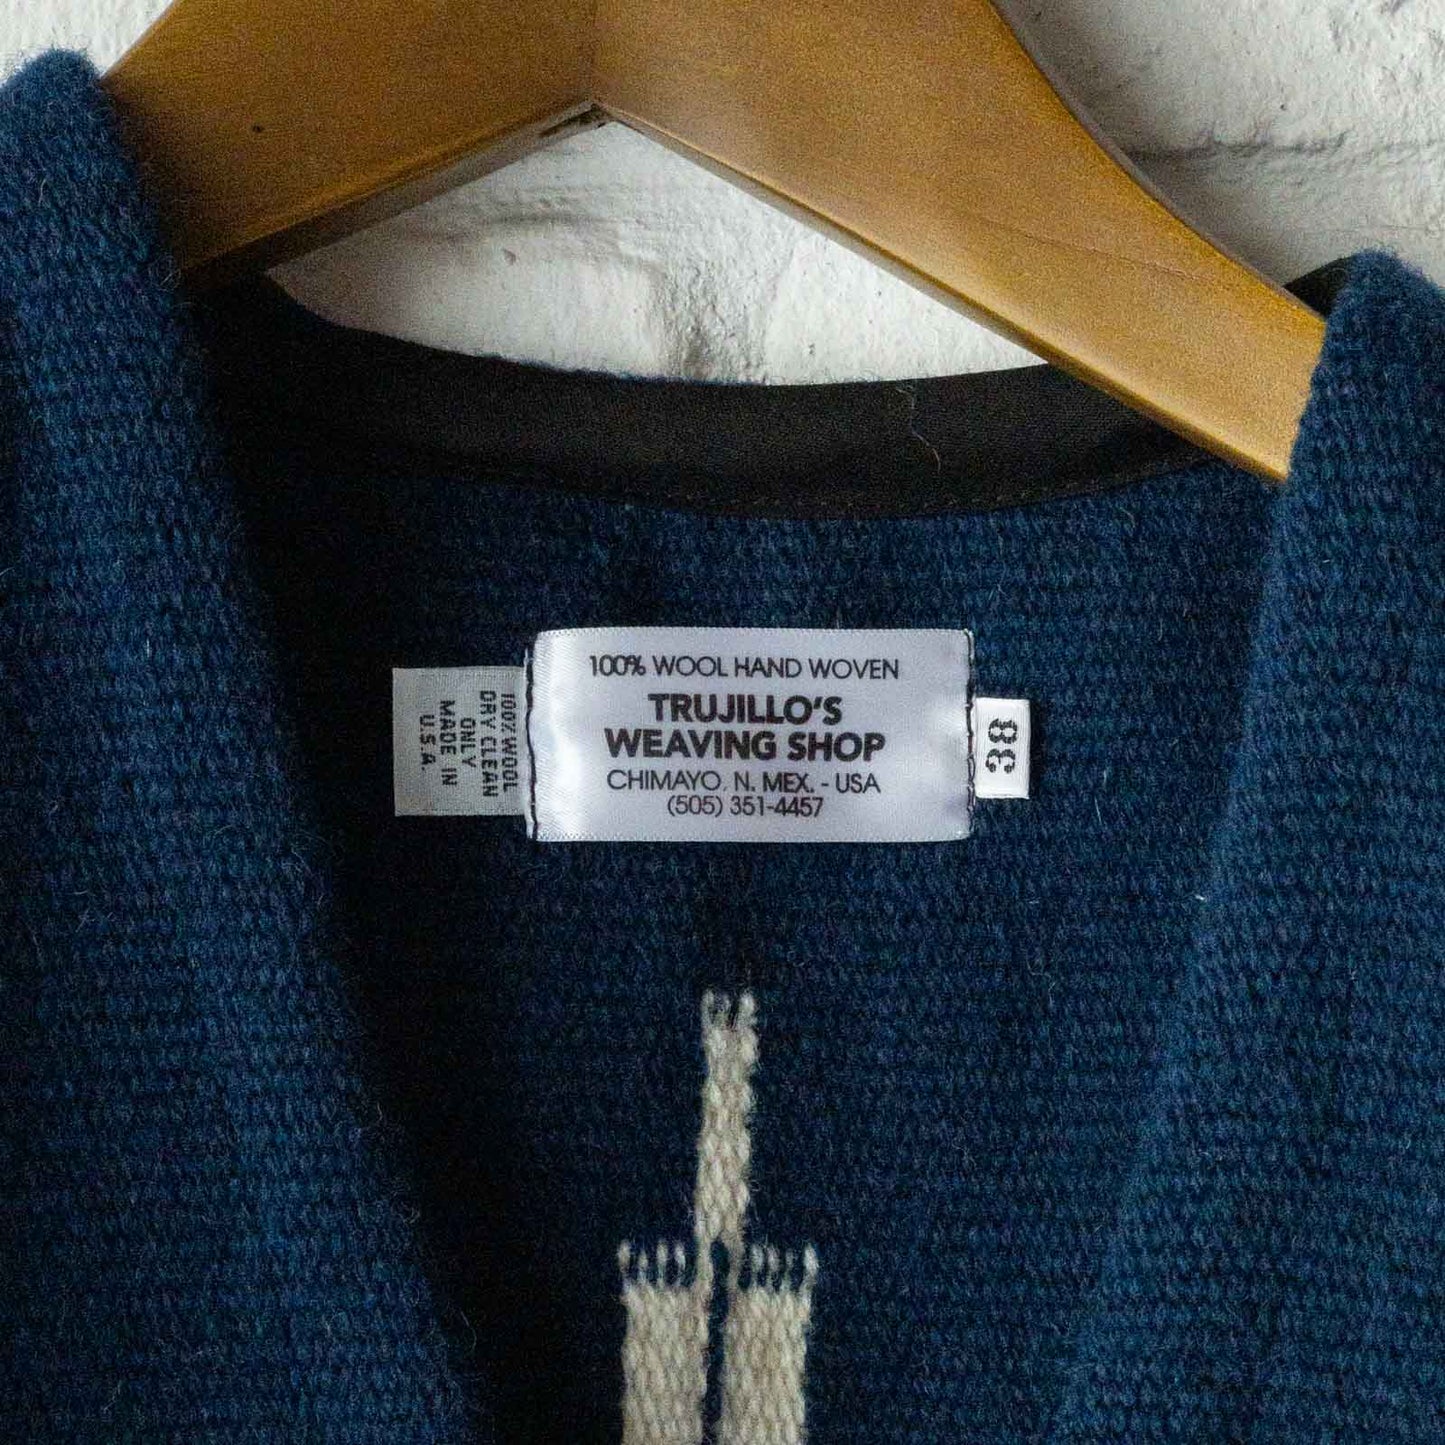 100% WOOL HAND WOVEN
TRUJILLO'S
WEAVING SHOP
CHIMAYO, N. MEX. - USA
(505) 351-4457
100% WOOL
DRY CLEAN
ONLY
MADE IN
U.S.A.
38